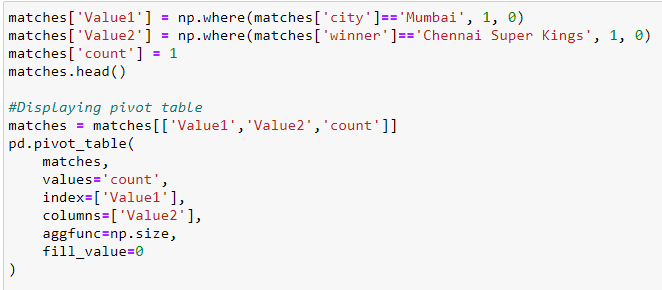 matches['Value1'] = np.where(matches['city']=='Mumbai', 1, 0)
matches['Value2'] = np.where(matches['winner']=='Chennai Super Kings', 1, 0)
matches['count'] = 1
matches.head()

#Displaying pivot table
matches = matches[['Value1','Value2','count']]
pd.pivot_table(
    matches,
    values='count',
    index=['Value1'],
    columns=['Value2'],
    aggfunc=np.size,
    fill_value=0
)